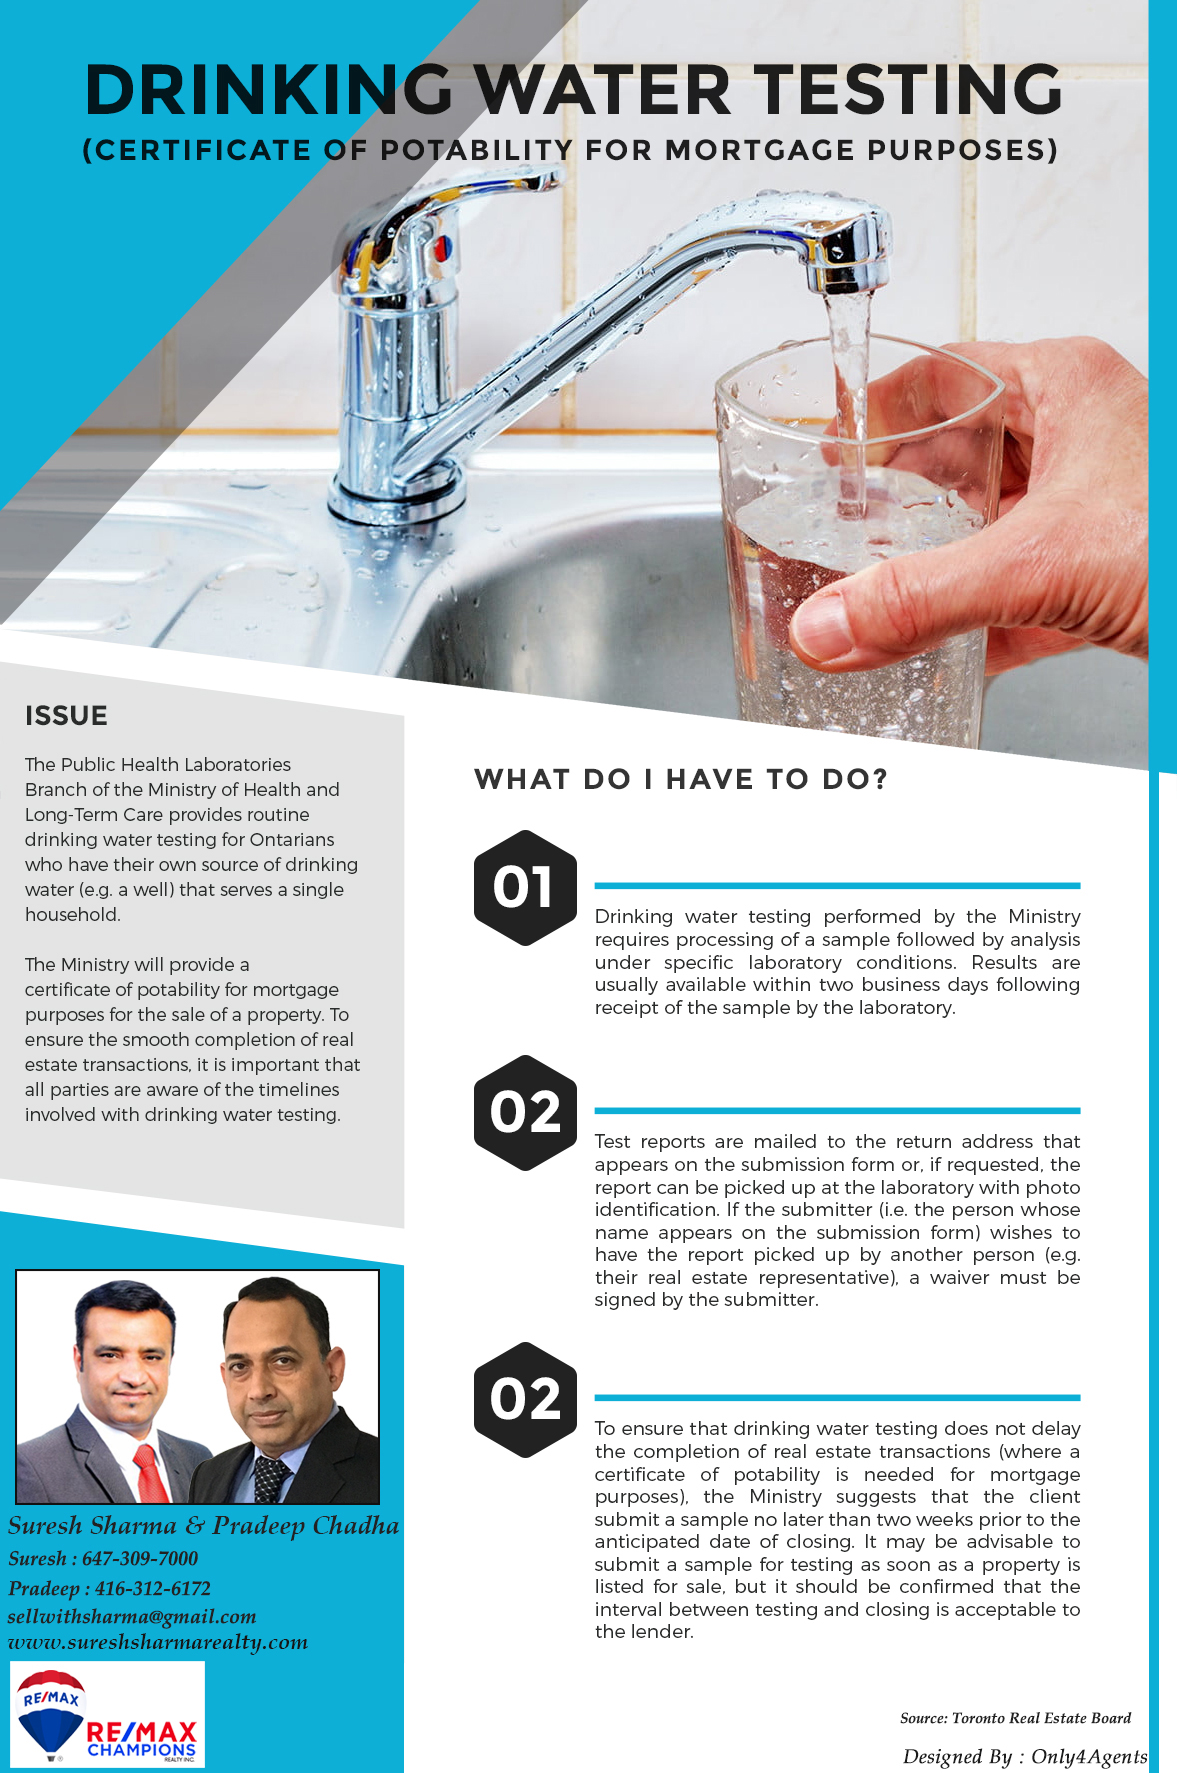 DRINKING WATER TESTING
(CERTIFICATE OF POTABILITY FOR MORTGAGE PURPOSES)
ISSUE
The Public Health Laboratories
Branch of the Ministry of Health and
Long-Term Care provides routine
drinking water testing for Ontarians
who have their own source of drinking
water (e.g. a well) that serves a single
household.
The Ministry will provide a
certificate of potability for mortgage
purposes for the sale of a property. To
ensure the smooth completion of real
estate transactions, it is important that
all parties are aware of the timelines
involved with drinking water testing.
WHAT DO I HAVE TO DO?
01
Drinking water testing performed by the Ministry
requires processing of a sample followed by analysis
under specific laboratory conditions. Results are
usually available within two business days following
receipt of the sample by the laboratory.
02
Test reports are mailed to the return address that
appears on the submission form or, if requested, the
report can be picked up at the laboratory with photo
identification. If the submitter (i.e. the person whose
name appears on the submission form) wishes to
have the report picked up by another person (e.g.
their real estate representative), a waiver must be
signed by the submitter.
02
To ensure that drinking water testing does not delay
the completion of real estate transactions (where a
certificate of potability is needed for mortgage
purposes), the Ministry suggests that the client
submit a sample no later than two weeks prior to the
anticipated date of closing. It may be advisable to
submit a sample for testing as soon as a property is
listed for sale, but it should be confirmed that the
interval between testing and closing is acceptable to
the lender.
Suresh Sharma & Pradeep Chadha
Suresh : 647-309-7000
Pradeep : 416-312-6172
sellwithsharma@gmail.com
www.sureshsharmarealty.com
RE/MAX
RE/MAX
CHAMPIONS
REALTY INC.
®
Source: Toronto Real Estate Board
Designed By : Only4Agents